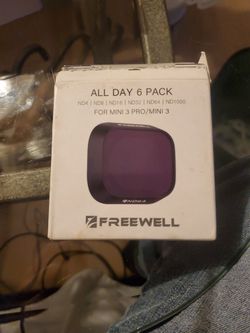 ALL DAY 6 PACK
ND4 | ND8 | ND16 | ND32 | ND64 | ND1000
FOR MINI 3 PRO/MINI 3
FREEWELL